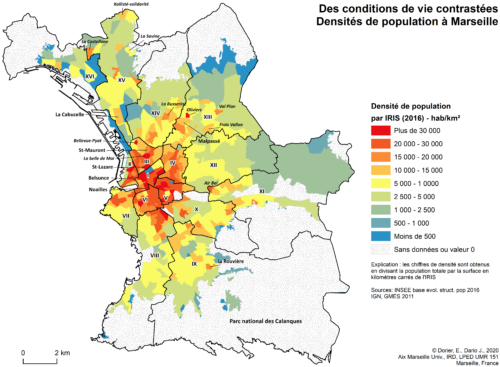 Des conditions de vie contrastées
Densités de population à Marseille
Kallisté-solidarité
La Savine
La Castellane
XVI
XV
La Busserine
Val Plan
Oliviers
XIV
XIII
Frais Vallon
La Cabucelle
Malpassé
Bellevue-Pyat
St-Mauront
La belle de Mai
St-Lazare
Belsunce
Noailles
II
III
IV
XII
Air Bel
XI
VI
V
VII
X
VIII
IX
La Rouvière
Parc national des Calanques
Densité de population
par IRIS (2016) - hab/km²
Plus de 30 000
20 000 - 30 000
15 000 - 20 000
10 000 - 15 000
5 000 - 1 0000
2 500 - 5 000
1 000 - 2 500
500 - 1 000
Moins de 500
Sans données ou valeur 0
Explication : les chiffres de densité sont obtenus
en divisant la population totale par la surface en
kilomètres carrés de l'IRIS
Sources: INSEE base evol. struct. pop 2016
IGN, GMES 2011
0 2 km
© Dorier, E., Dario J., 2020
Aix Marseille Univ., IRD, LPED UMR 151
Marseille, France